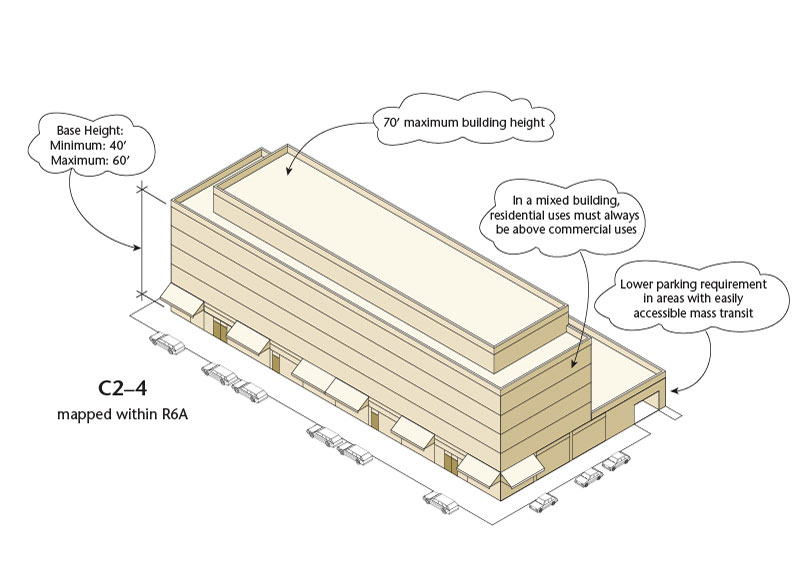 70’ maximum building height
Base Height:
Minimum: 40’
Maximum: 60’
In a mixed building,
residential uses must always
be above commercial uses
Lower parking requirement
in areas with easily
accessible mass transit
C2–4
mapped within R6A